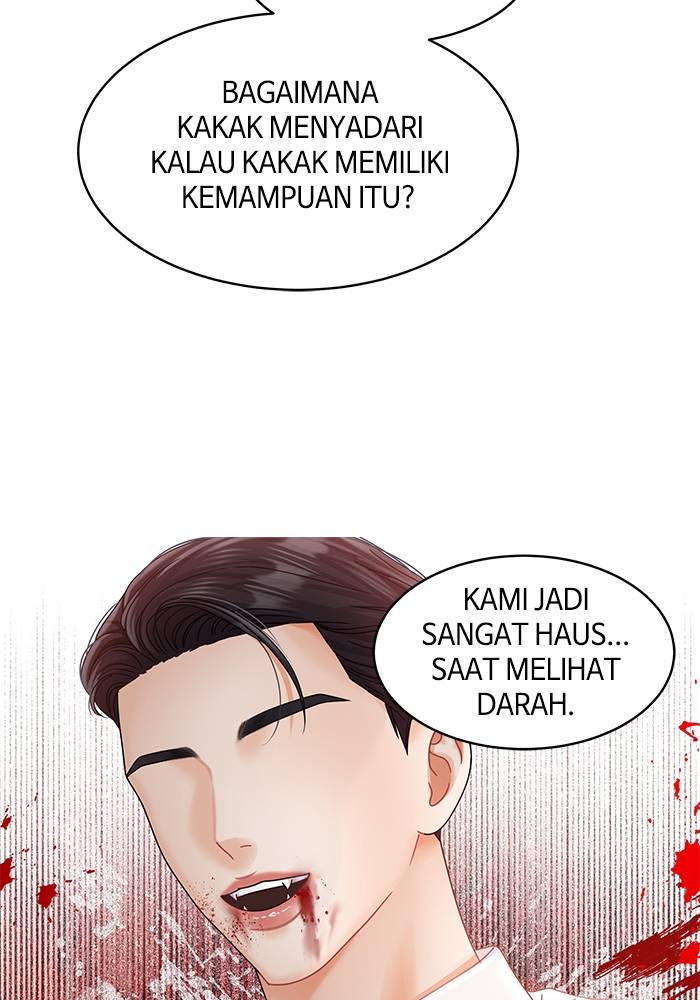 BAGAIMANA
KAKAK MENYADARI
KALAU KAKAK MEMILIKI
KEMAMPUAN ITU?
KAMI JADI
SANGAT HAUS...
SAAT MELIHAT
DARAH.